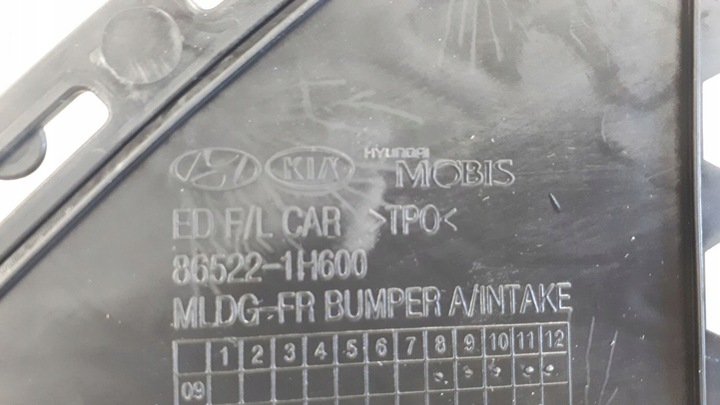 KIA HYUNDAI MOBIS
ED F/L CAR >TPO<
86522-1H600
MLDG-FR BUMPER A/INTAKE
1 2 3 4 5 6 7 8 9 10 11 12
09